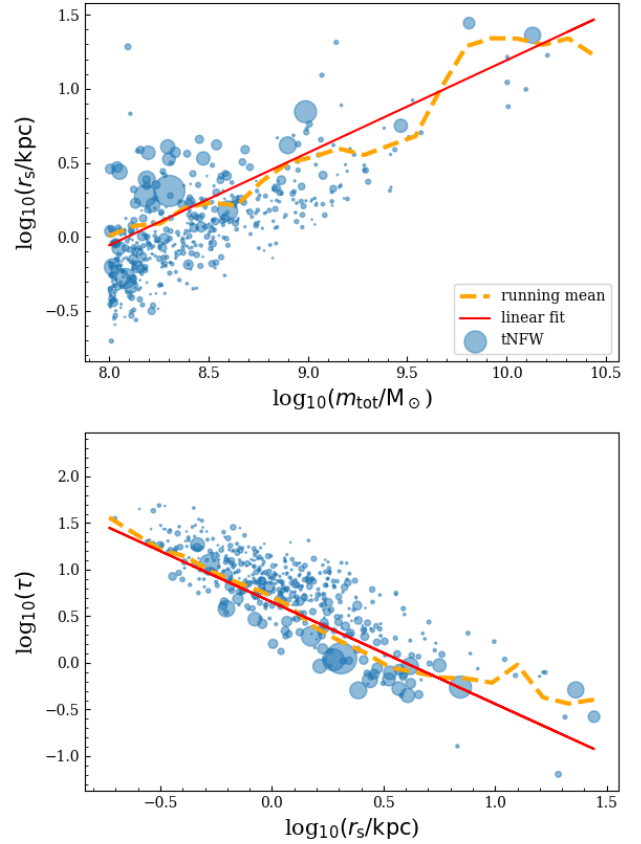 1.5
1.0
0.5
0.0
−0.5
log₁₀(rₛ/kpc)
8.0 8.5 9.0 9.5 10.0 10.5
log₁₀(m_tot/M_⊙)
running mean
linear fit
tNFW
2.0
1.5
1.0
0.5
0.0
−0.5
−1.0
log₁₀(τ)
−0.5 0.0 0.5 1.0 1.5
log₁₀(rₛ/kpc)